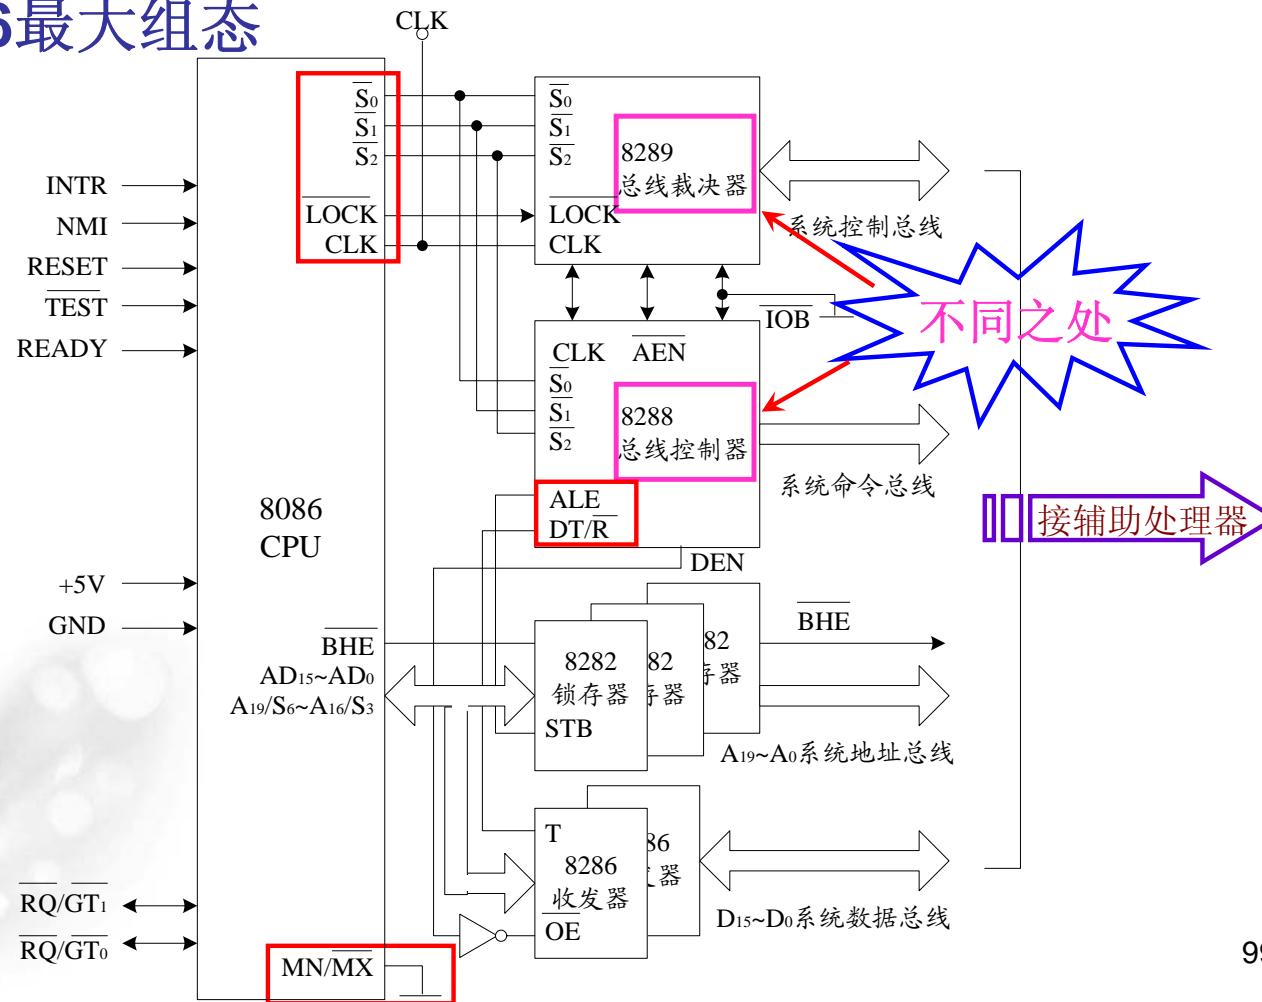 6最大组态
CLK
S0
S1
S2
LOCK
CLK
S0
S1
S2
LOCK
CLK
8289
总线裁决器
系统控制总线
INTR
NMI
RESET
TEST
READY
不同之处
IOB
CLK
AEN
S0
S1
S2
8288
总线控制器
系统命令总线
ALE
DT/R
DEN
接辅助处理器
8086
CPU
+5V
GND
BHE
AD15~AD0
A19/S6~A16/S3
8282
锁存器
STB
82
存器
82
存器
BHE
A19~A0系统地址总线
T
8286
收发器
OE
86
发器
D15~D0系统数据总线
RQ/GT1
RQ/GT0
MN/MX
99